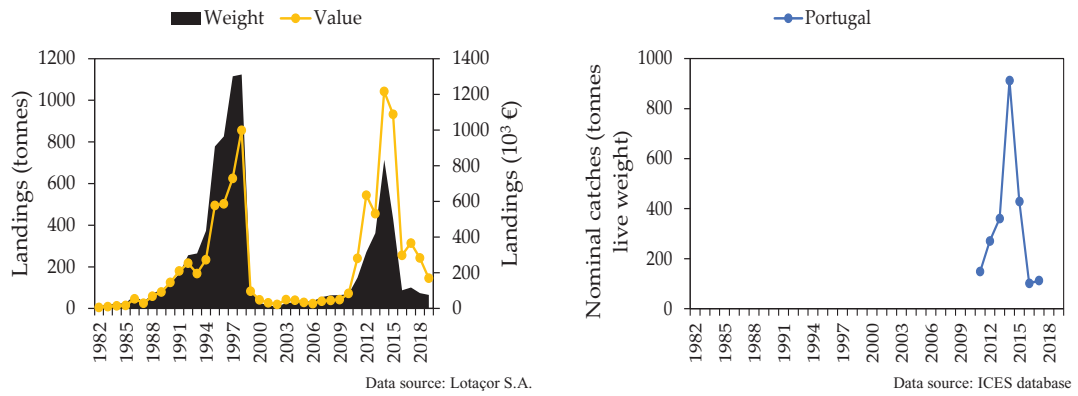 Weight Value
1200
1000
800
600
400
200
0
Landings (tonnes)
1400
1200
1000
800
600
400
200
0
Landings (10³ €)
1982 1985 1988 1991 1994 1997 2000 2003 2006 2009 2012 2015 2018
Data source: Lotaçor S.A.
Portugal
1000
800
600
400
200
0
Nominal catches (tonnes
live weight)
1982 1985 1988 1991 1994 1997 2000 2003 2006 2009 2012 2015 2018
Data source: ICES database